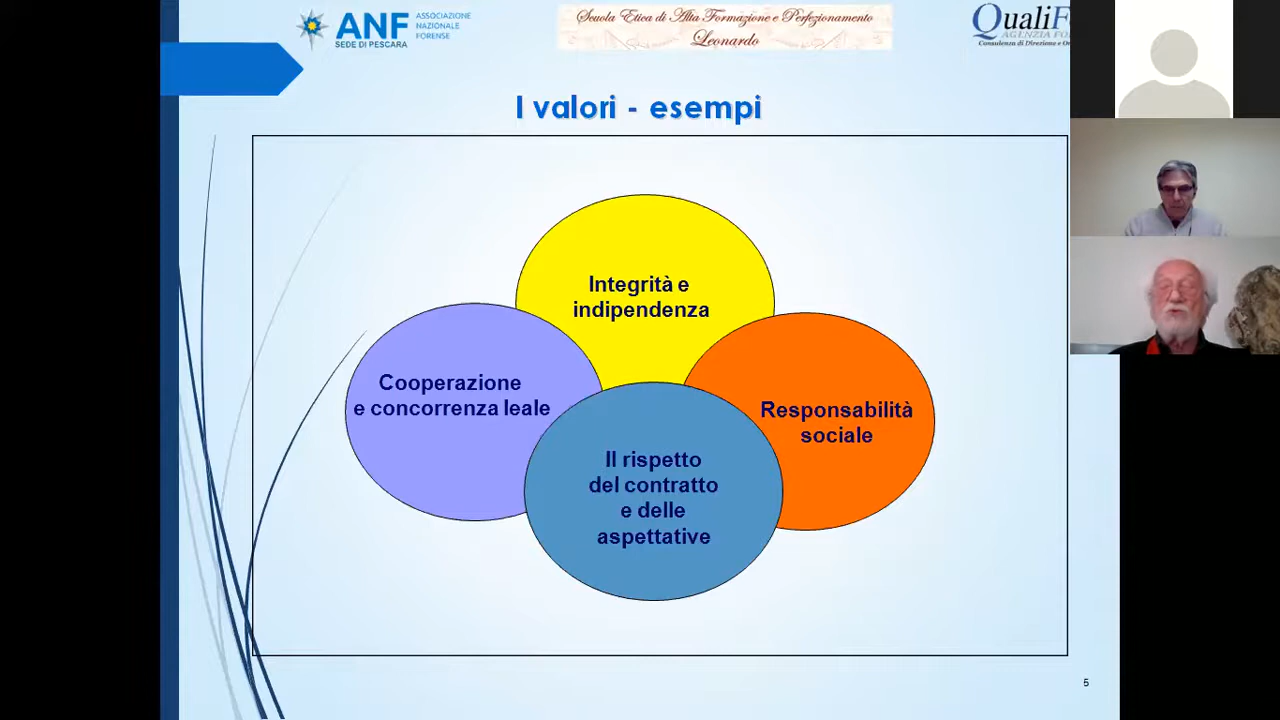 ANF
ASSOCIAZIONE
NAZIONALE
FORENSE
SEDE DI PESCARA
Scuola Etica di Alta Formazione e Perfezionamento
Leonardo
QualiF
AGENZIA FO
Consulenza di Direzione e Or
I valori - esempi
Integrità e
indipendenza
Cooperazione
e concorrenza leale
Responsabilità
sociale
Il rispetto
del contratto
e delle
aspettative
5